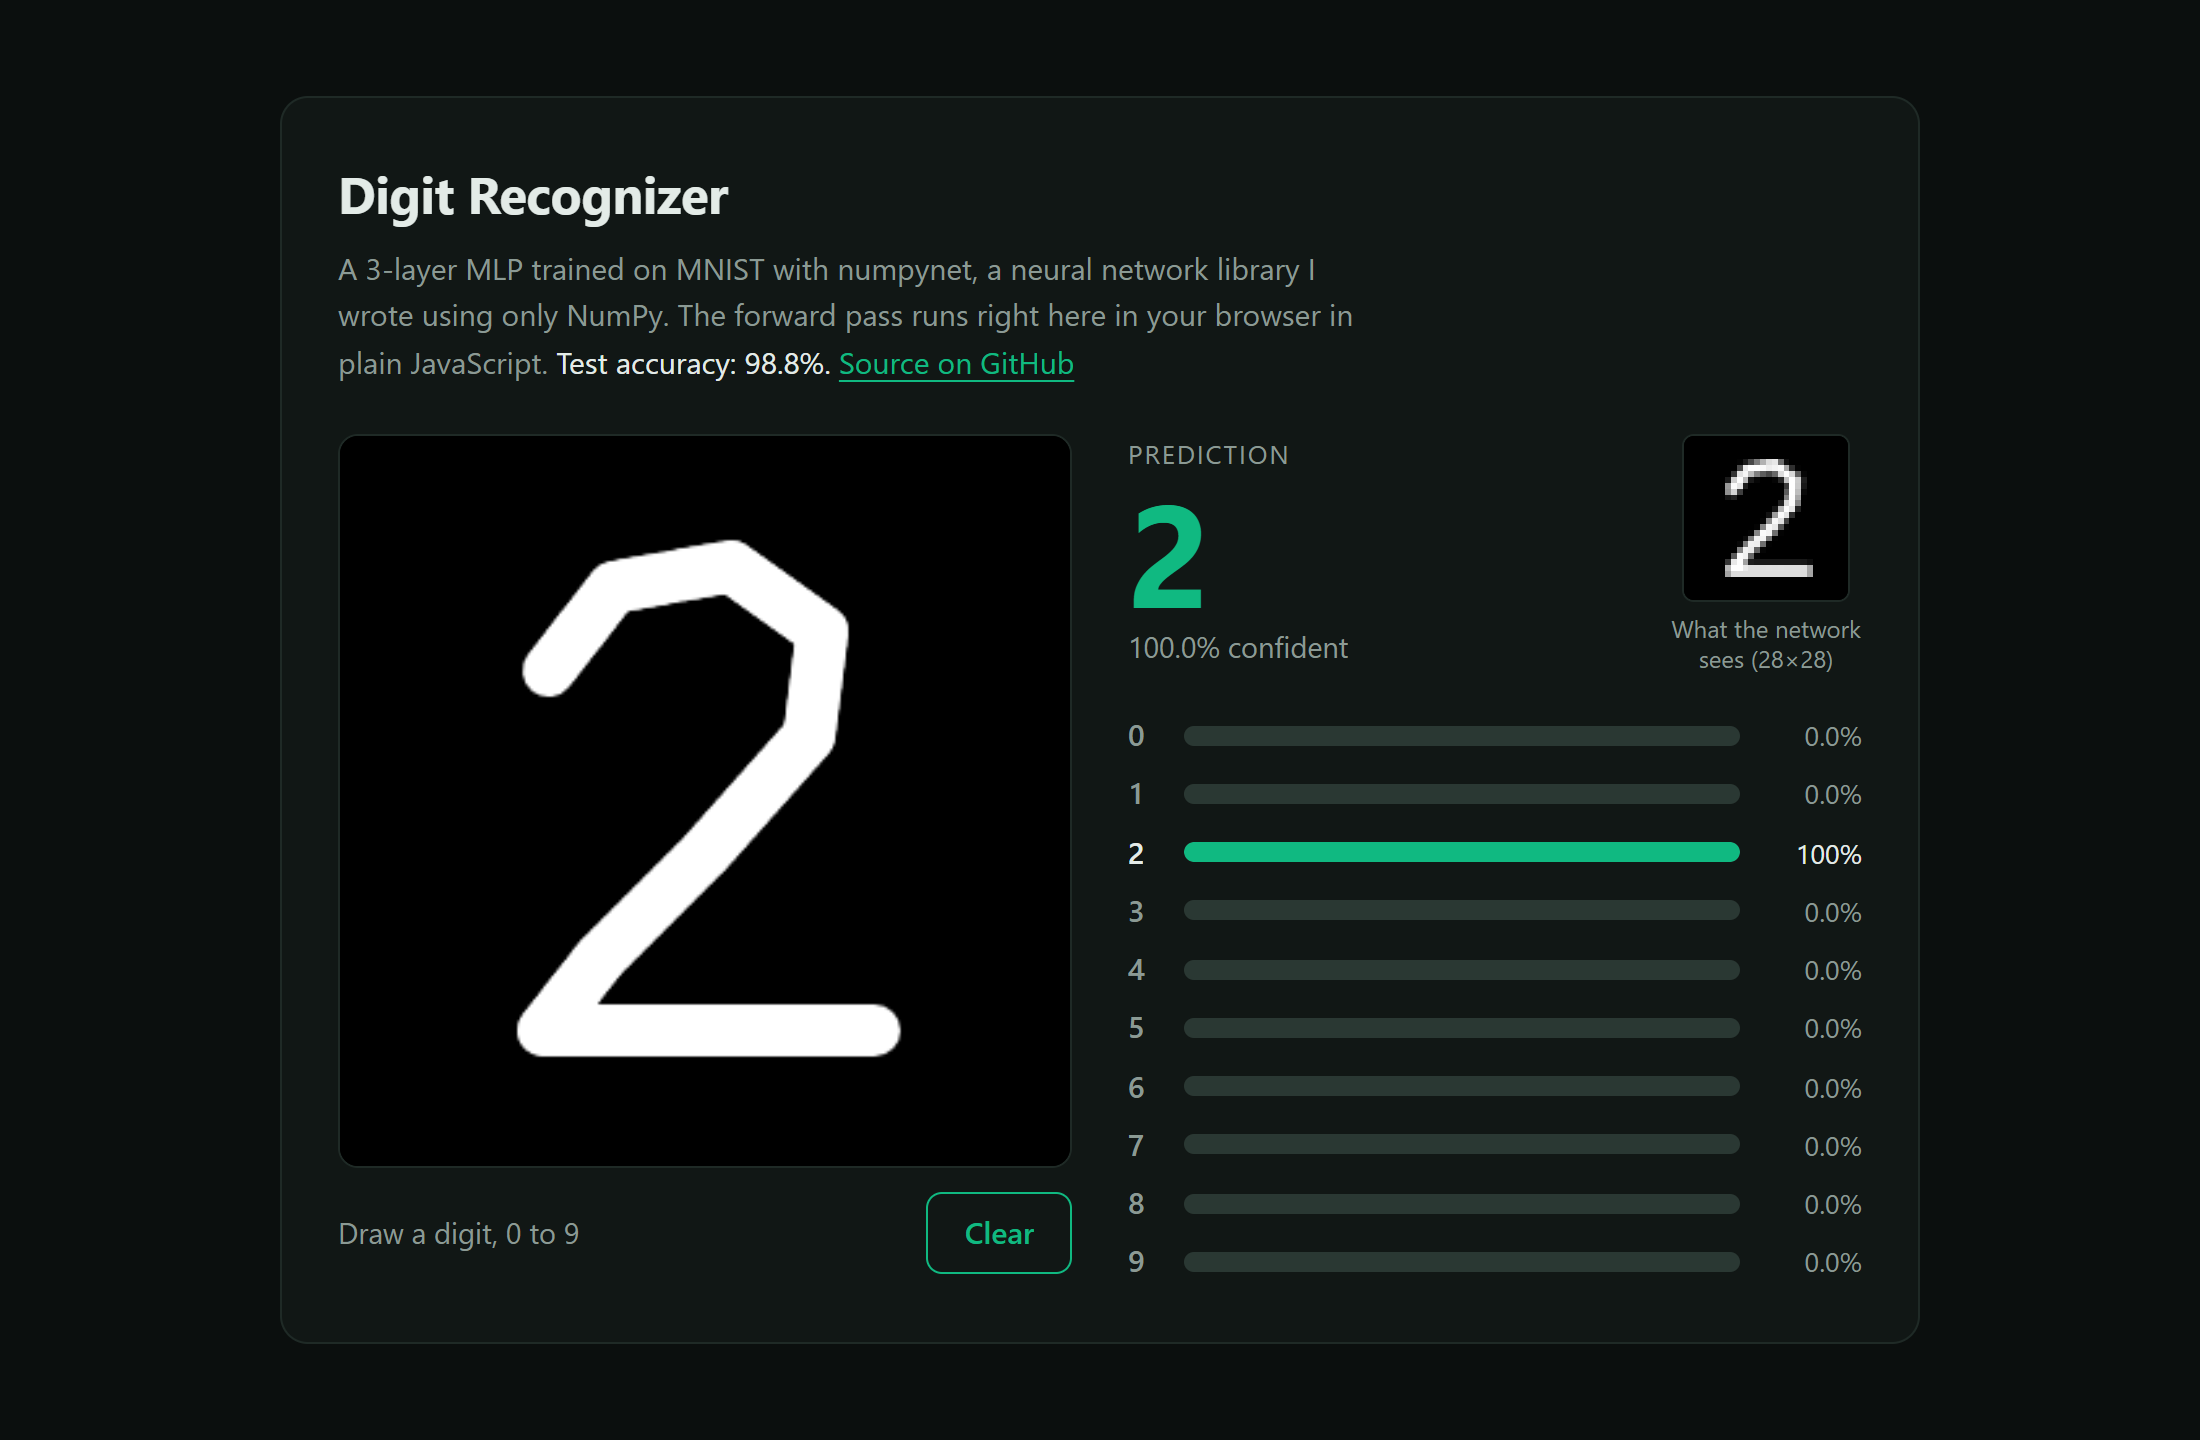 Digit Recognizer
A 3-layer MLP trained on MNIST with numpynet, a neural network library I
wrote using only NumPy. The forward pass runs right here in your browser in
plain JavaScript. Test accuracy: 98.8%. Source on GitHub
2
Draw a digit, 0 to 9
Clear
PREDICTION
2
100.0% confident
2
What the network
sees (28×28)
0 0.0%
1 0.0%
2 100%
3 0.0%
4 0.0%
5 0.0%
6 0.0%
7 0.0%
8 0.0%
9 0.0%